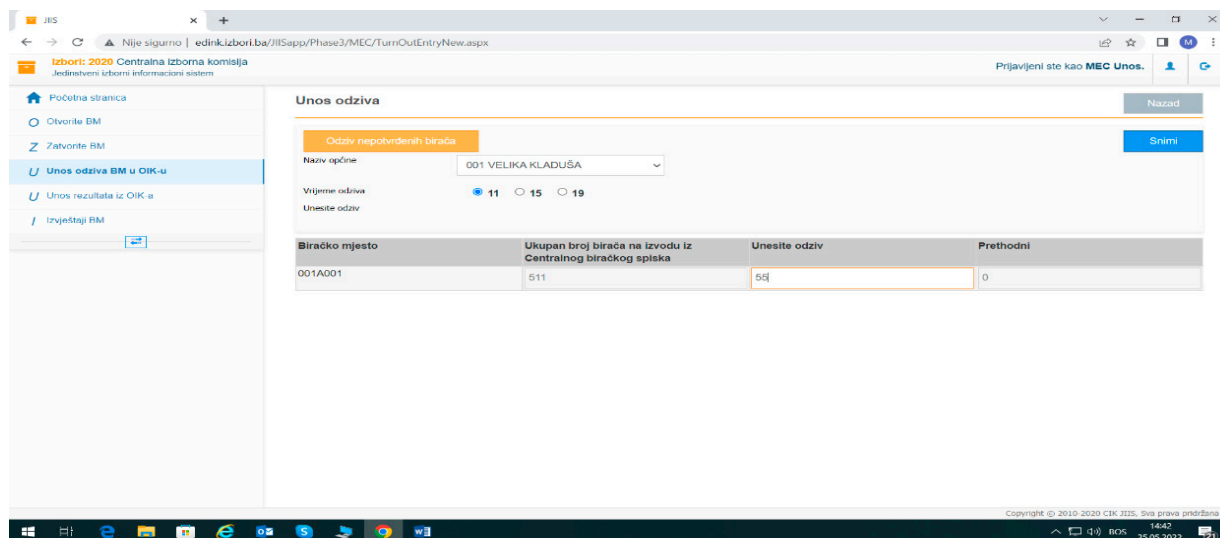 JIIS
Nije sigurno | edink.izbori.ba/JIISapp/Phase3/MEC/TurnOutEntryNew.aspx
M
Izbori: 2020 Centralna izborna komisija
Jedinstveni izborni informacioni sistem
Prijavljeni ste kao MEC Unos.
Početna stranica
O Otvorite BM
Z Zatvorite BM
U Unos odziva BM u OIK-u
U Unos rezultata iz OIK-a
I Izvještaji BM
Unos odziva
Nazad
Odziv nepotvrđenih birača
Snimi
Naziv općine
001 VELIKA KLADUŠA
Vrijeme odziva
11 15 19
Unesite odziv
Biračko mjesto
Ukupan broj birača na izvodu iz
Centralnog biračkog spiska
Unesite odziv
Prethodni
001A001
511
55
0
Copyright © 2010-2020 CIK JIIS, Sva prava pridržana
BOS
14:42
25.05.2022